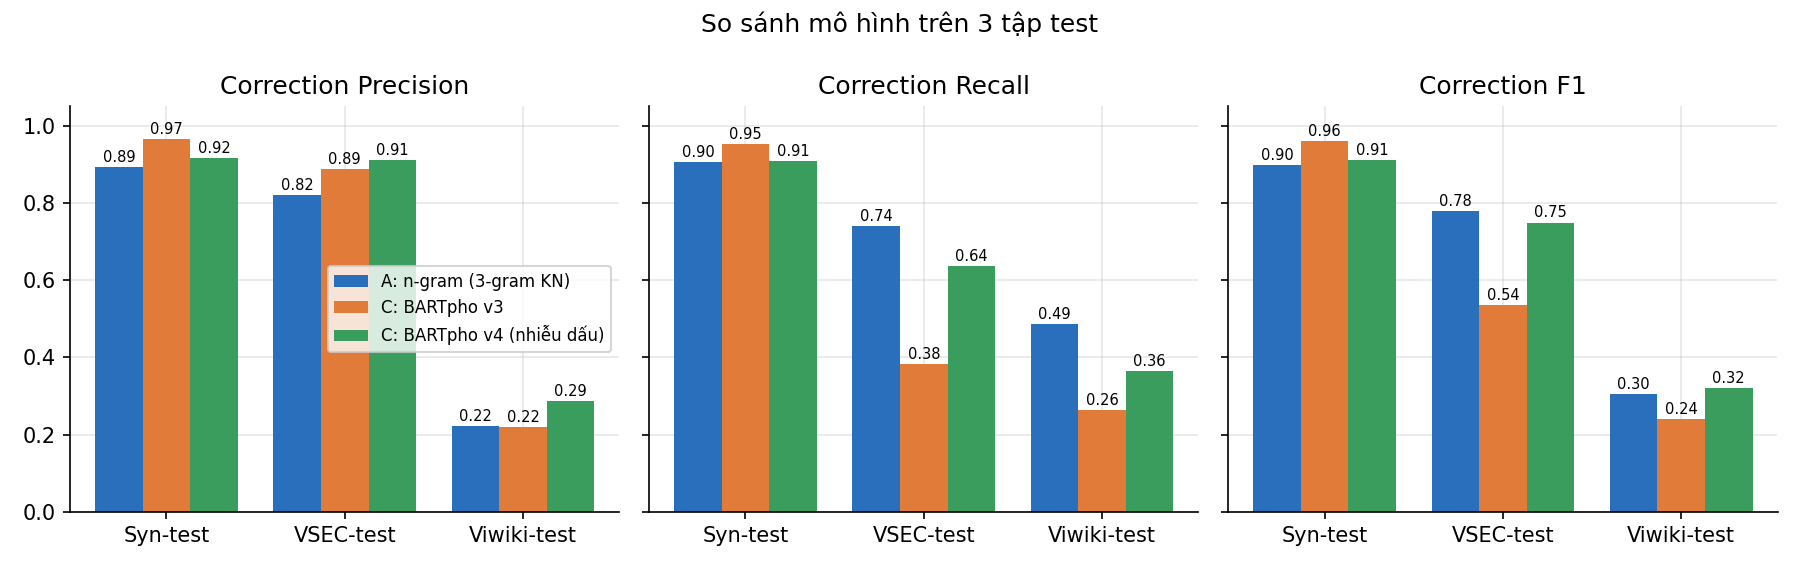 So sánh mô hình trên 3 tập test
Correction Precision
1.0
0.8
0.6
0.4
0.2
0.0
0.89
0.97
0.92
0.82
0.89
0.91
0.22
0.22
0.29
A: n-gram (3-gram KN)
C: BARTpho v3
C: BARTpho v4 (nhiễu dấu)
Syn-test
VSEC-test
Viwiki-test
Correction Recall
0.90
0.95
0.91
0.74
0.38
0.64
0.49
0.26
0.36
Syn-test
VSEC-test
Viwiki-test
Correction F1
0.90
0.96
0.91
0.78
0.54
0.75
0.30
0.24
0.32
Syn-test
VSEC-test
Viwiki-test